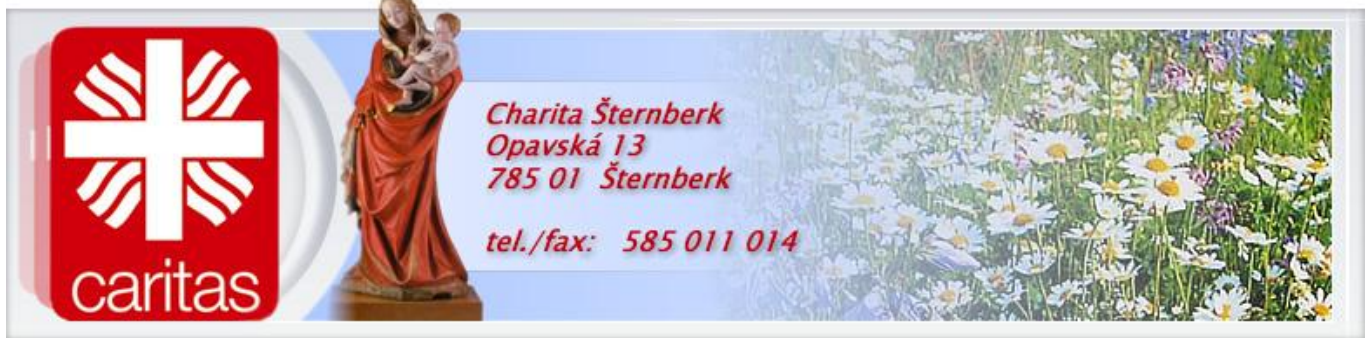 caritas
Charita Šternberk
Opavská 13
785 01 Šternberk
tel./fax: 585 011 014